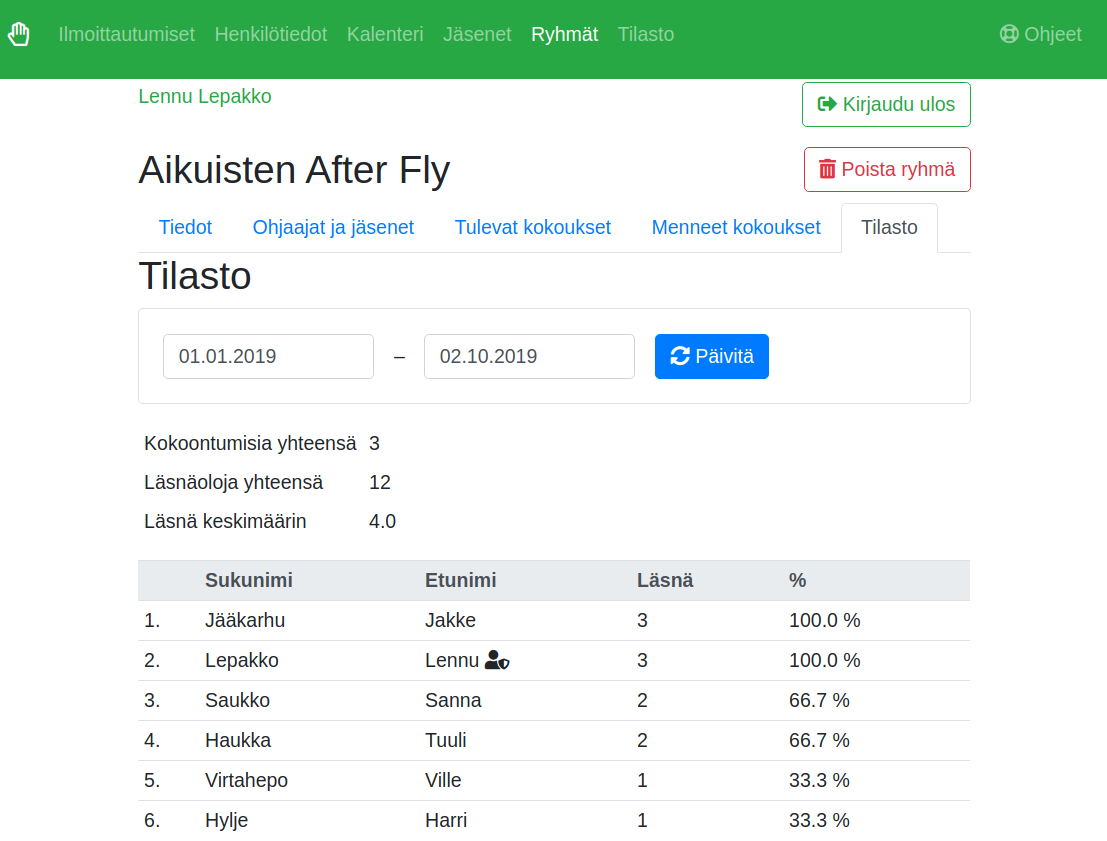 Ilmoittautumiset Henkilötiedot Kalenteri Jäsenet Ryhmät Tilasto Ohjeet
Lennu Lepakko Kirjaudu ulos
Aikuisten After Fly Poista ryhmä
Tiedot Ohjaajat ja jäsenet Tulevat kokoukset Menneet kokoukset Tilasto
Tilasto
01.01.2019 – 02.10.2019 Päivitä
Kokoontumisia yhteensä 3
Läsnäoloja yhteensä 12
Läsnä keskimäärin 4.0
Sukunimi Etunimi Läsnä %
1. Jääkarhu Jakke 3 100.0 %
2. Lepakko Lennu 3 100.0 %
3. Saukko Sanna 2 66.7 %
4. Haukka Tuuli 2 66.7 %
5. Virtahepo Ville 1 33.3 %
6. Hylje Harri 1 33.3 %